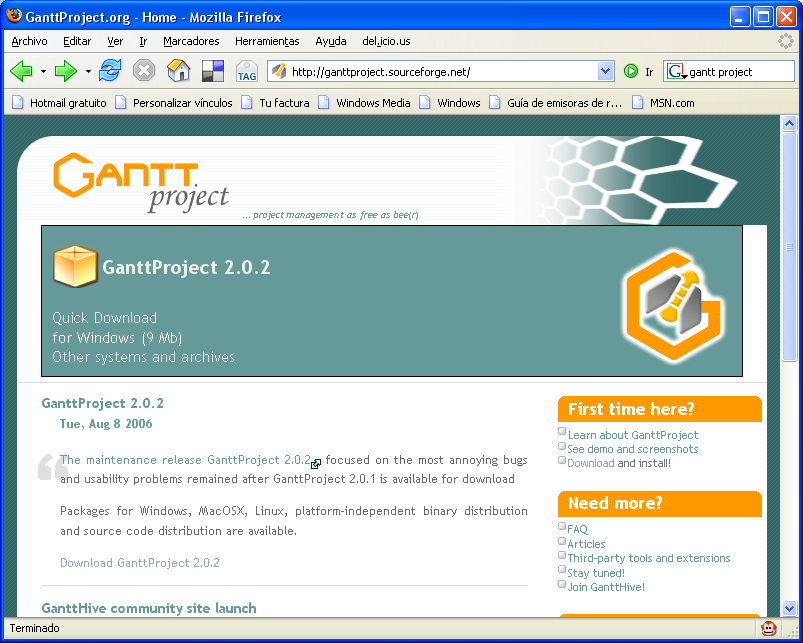 GanttProject.org - Home - Mozilla Firefox
Archivo Editar Ver Ir Marcadores Herramientas Ayuda del.icio.us
TAG http://ganttproject.sourceforge.net/ Ir G gantt project
Hotmail gratuito Personalizar vínculos Tu factura Windows Media Windows Guía de emisoras de r... MSN.com
GANTT
project
... project management as free as bee(r)
GanttProject 2.0.2
Quick Download
for Windows (9 Mb)
Other systems and archives
GanttProject 2.0.2
Tue, Aug 8 2006
The maintenance release GanttProject 2.0.2 focused on the most annoying bugs
and usability problems remained after GanttProject 2.0.1 is available for download
Packages for Windows, MacOSX, Linux, platform-independent binary distribution
and source code distribution are available.
Download GanttProject 2.0.2
GanttHive community site launch
First time here?
Learn about GanttProject
See demo and screenshots
Download and install!
Need more?
FAQ
Articles
Third-party tools and extensions
Stay tuned!
Join GanttHive!
Terminado